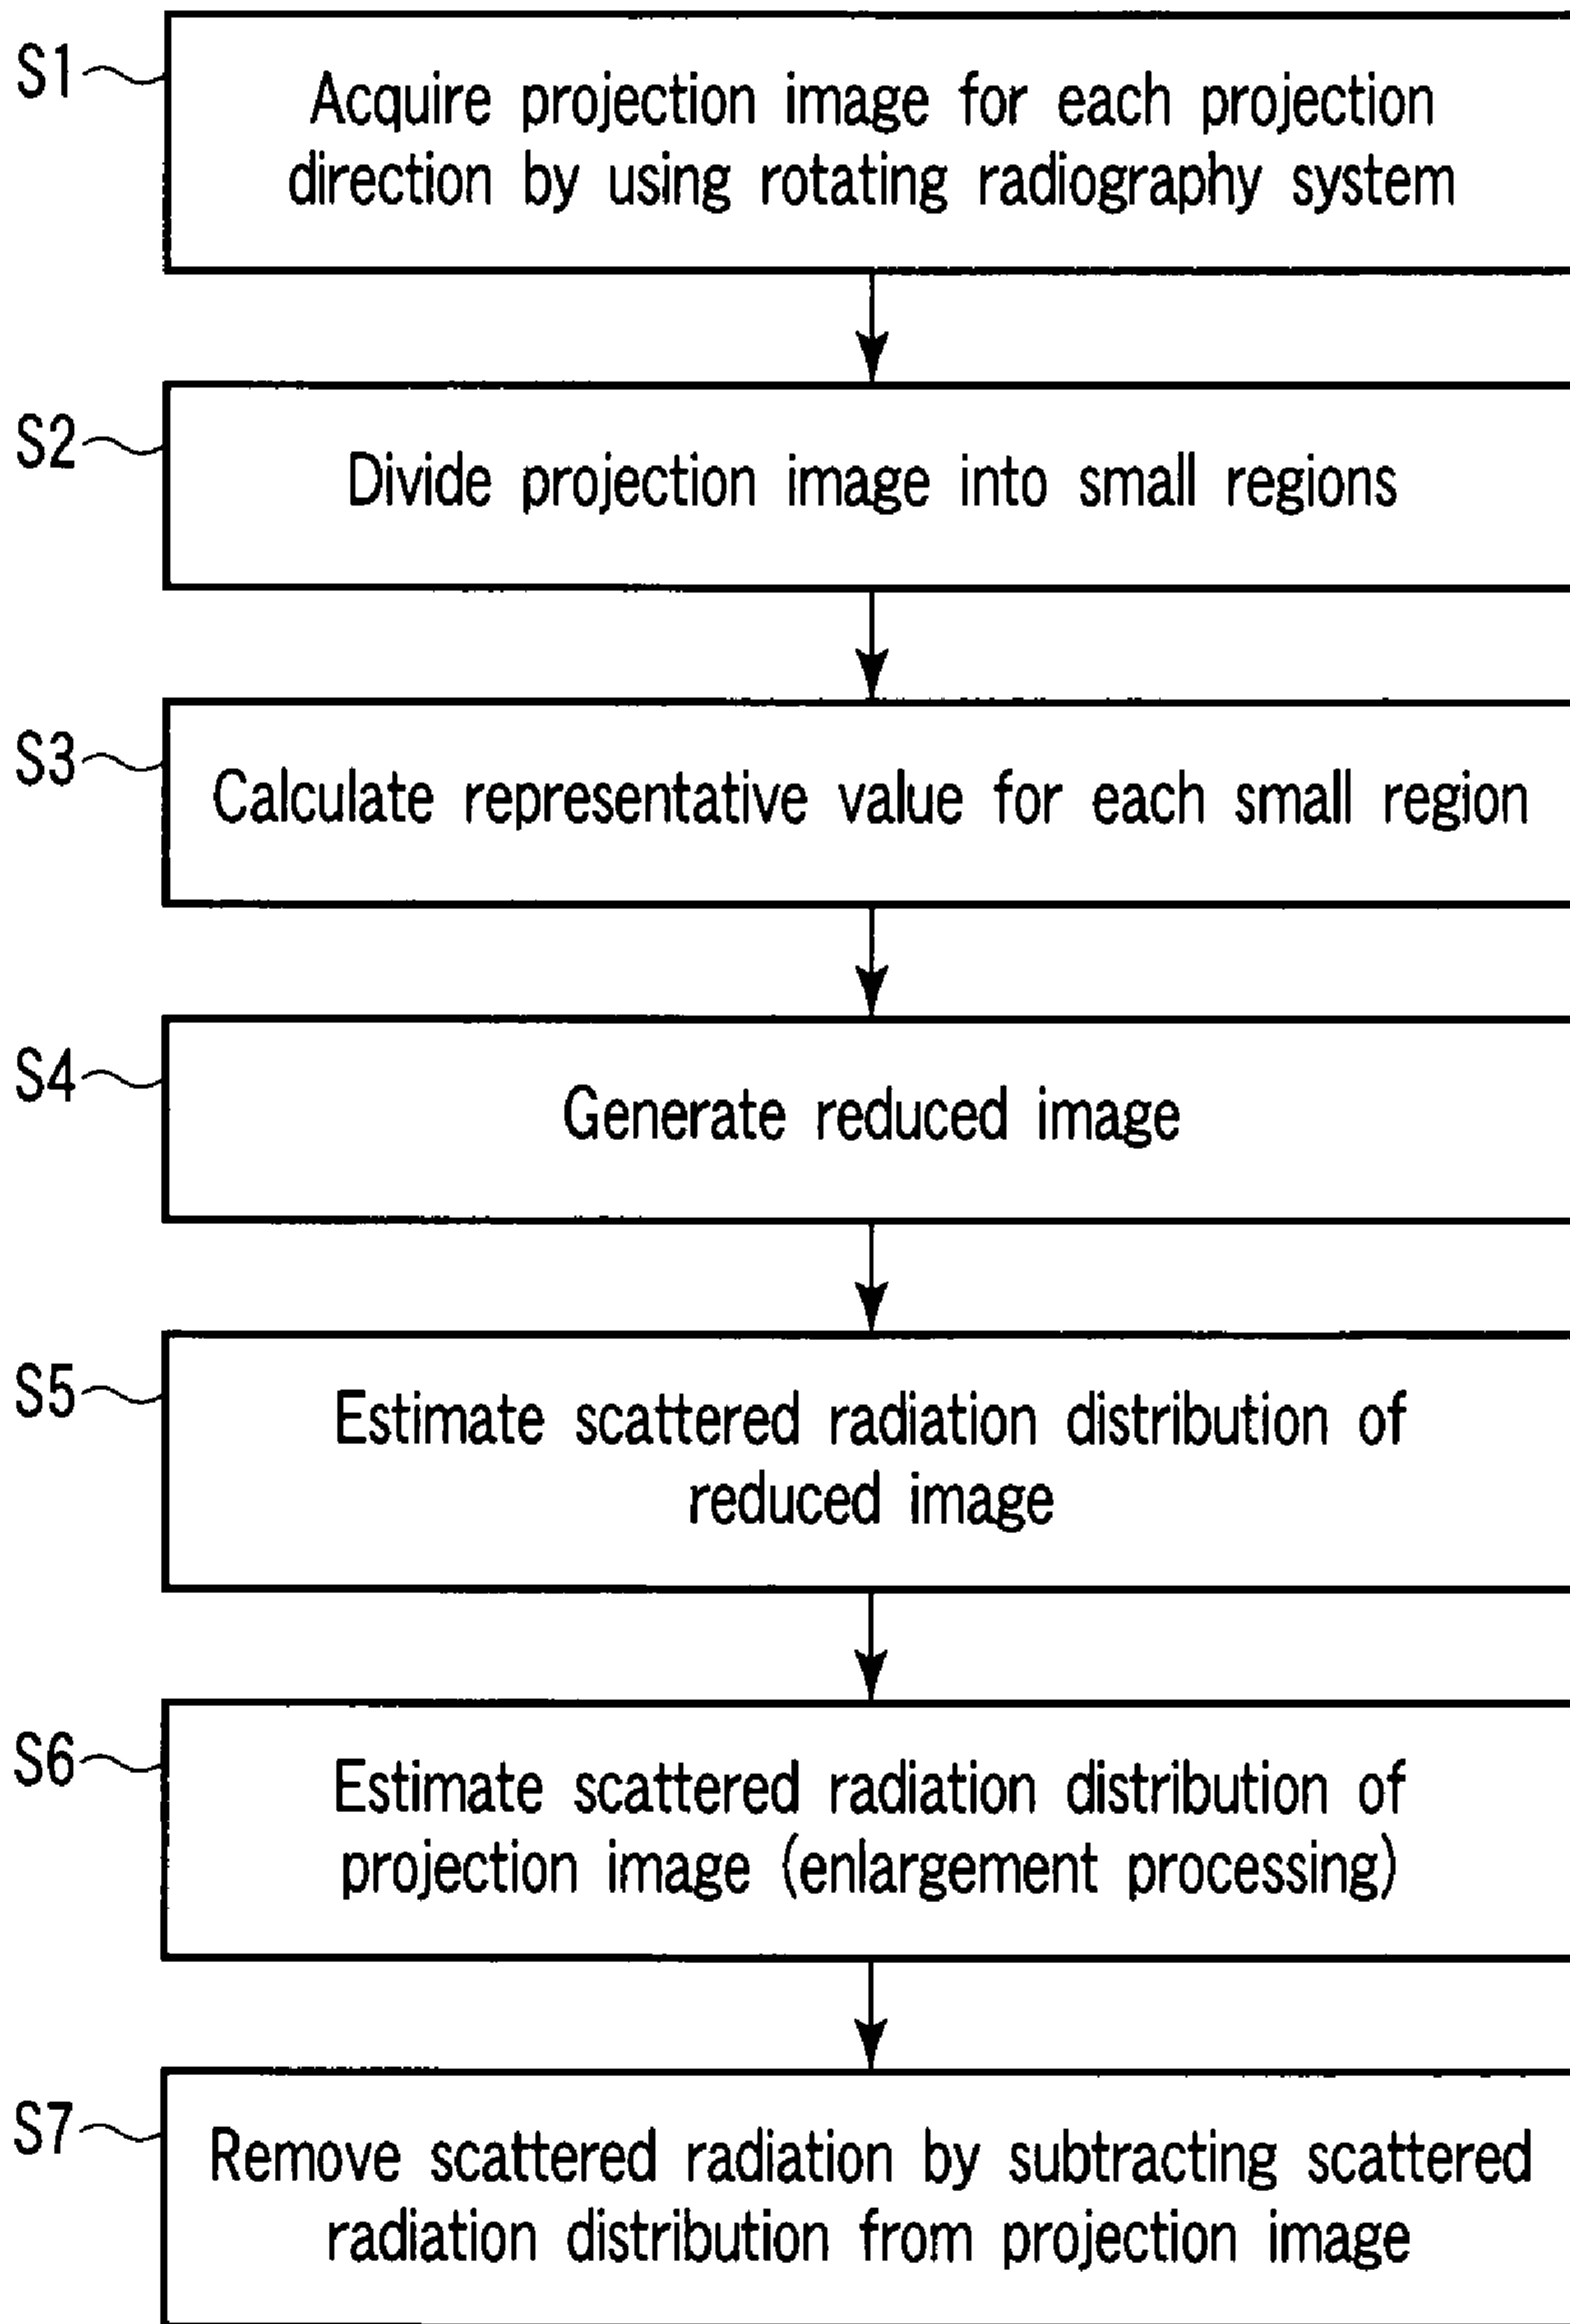 S1
Acquire projection image for each projection
direction by using rotating radiography system
S2
Divide projection image into small regions
S3
Calculate representative value for each small region
S4
Generate reduced image
S5
Estimate scattered radiation distribution of
reduced image
S6
Estimate scattered radiation distribution of
projection image (enlargement processing)
S7
Remove scattered radiation by subtracting scattered
radiation distribution from projection image